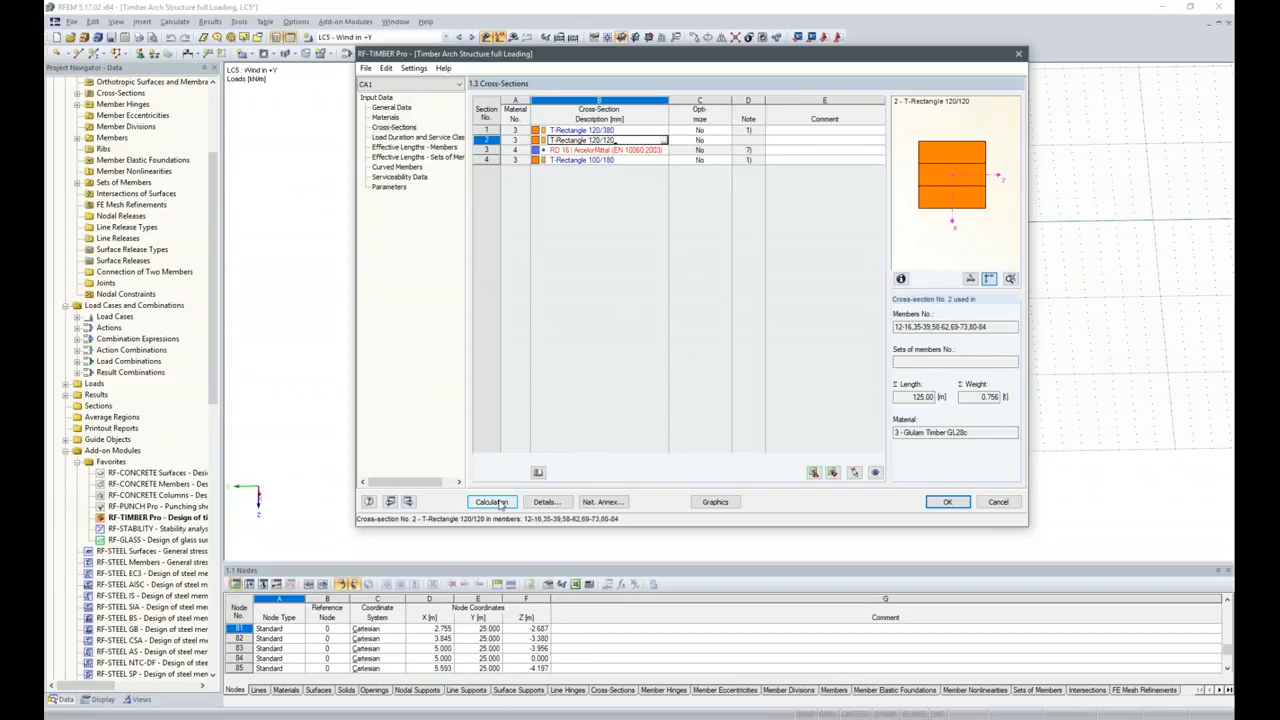 RFEM 5.17.02 x64 - [Timber Arch Structure full Loading, LC5*]
File Edit View Insert Calculate Results Tools Table Options Add-on Modules Window Help
LC5 - Wind in +Y
Project Navigator - Data
Orthotropic Surfaces and Membra
Cross-Sections
Member Hinges
Member Eccentricities
Member Divisions
Members
Ribs
Member Elastic Foundations
Member Nonlinearities
Sets of Members
Intersections of Surfaces
FE Mesh Refinements
Nodal Releases
Line Release Types
Line Releases
Surface Release Types
Surface Releases
Connection of Two Members
Joints
Nodal Constraints
Load Cases and Combinations
Load Cases
Actions
Combination Expressions
Action Combinations
Load Combinations
Result Combinations
Loads
Results
Sections
Average Regions
Printout Reports
Guide Objects
Add-on Modules
Favorites
RF-CONCRETE Surfaces - Desi
RF-CONCRETE Members - Desi
RF-CONCRETE Columns - Desi
RF-PUNCH Pro - Punching she
RF-TIMBER Pro - Design of ti
RF-STABILITY - Stability analys
RF-GLASS - Design of glass sur
RF-STEEL Surfaces - General stress
RF-STEEL Members - General stress
RF-STEEL EC3 - Design of steel mem
RF-STEEL AISC - Design of steel me
RF-STEEL IS - Design of steel memb
RF-STEEL SIA - Design of steel mem
RF-STEEL BS - Design of steel mem
RF-STEEL GB - Design of steel mem
RF-STEEL CSA - Design of steel mem
RF-STEEL AS - Design of steel mem
RF-STEEL NTC-DF - Design of steel
RF-STEEL SP - Design of steel mem
Data Display Views
LC5 : Wind in +Y
Loads [kN/m]
Y
Z
RF-TIMBER Pro - [Timber Arch Structure full Loading]
File Edit Settings Help
CA1
Input Data
General Data
Materials
Cross-Sections
Load Duration and Service Clas
Effective Lengths - Members
Effective Lengths - Sets of Mer
Curved Members
Serviceability Data
Parameters
1.3 Cross-Sections
A B C D E
Section No. Material No. Cross-Section Description [mm] Opti- mize Note Comment
1 3 T-Rectangle 120/380 No 1)
2 3 T-Rectangle 120/120 No
3 4 RD 16 | ArcelorMittal (EN 10060:2003) No 7)
4 3 T-Rectangle 100/180 No 1)
2 - T-Rectangle 120/120
y
z
Cross-section No. 2 used in
Members No.:
12-16,35-39,58-62,69-73,80-84
Sets of members No.:
Σ Length: Σ Weight:
125.00 [m] 0.756 [t]
Material:
3 - Glulam Timber GL28c
Calculation Details... Nat. Annex... Graphics OK Cancel
Cross-section No. 2 - T-Rectangle 120/120 in members: 12-16,35-39,58-62,69-73,80-84
1.1 Nodes
A B C D E F G
Node No. Node Type Reference Node Coordinate System Node Coordinates X [m] Y [m] Z [m] Comment
81 Standard 0 Cartesian 2.755 25.000 -2.687
82 Standard 0 Cartesian 3.845 25.000 -3.380
83 Standard 0 Cartesian 5.000 25.000 -3.956
84 Standard 0 Cartesian 5.000 25.000 0.000
85 Standard 0 Cartesian 5.593 25.000 -4.197
Nodes Lines Materials Surfaces Solids Openings Nodal Supports Line Supports Surface Supports Line Hinges Cross-Sections Member Hinges Member Eccentricities Member Divisions Members Member Elastic Foundations Member Nonlinearities Sets of Members Intersections FE Mesh Refinements